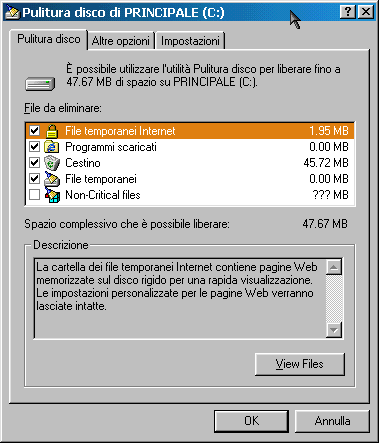 Pulitura disco di PRINCIPALE (C:)
Pulitura disco Altre opzioni Impostazioni
È possibile utilizzare l'utilità Pulitura disco per liberare fino a
47.67 MB di spazio su PRINCIPALE (C:).
File da eliminare:
File temporanei Internet 1.95 MB
Programmi scaricati 0.00 MB
Cestino 45.72 MB
File temporanei 0.00 MB
Non-Critical files ??? MB
Spazio complessivo che è possibile liberare: 47.67 MB
Descrizione
La cartella dei file temporanei Internet contiene pagine Web
memorizzate sul disco rigido per una rapida visualizzazione.
Le impostazioni personalizzate per le pagine Web verranno
lasciate intatte.
View Files
OK Annulla